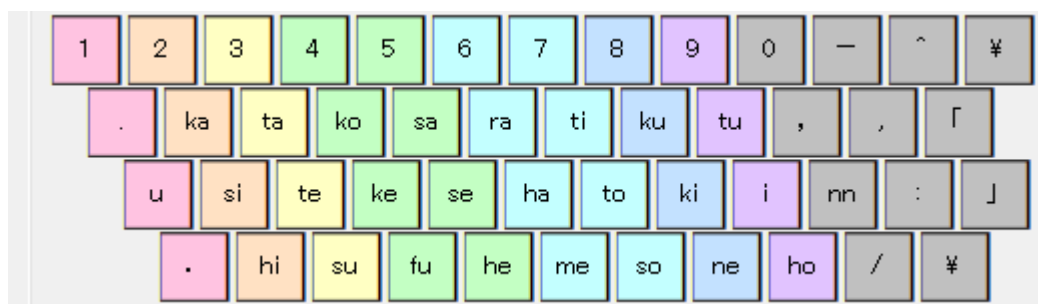 1 2 3 4 5 6 7 8 9 0 ー ^ ¥
. ka ta ko sa ra ti ku tu , , 「
u si te ke se ha to ki i nn : 」
. hi su fu he me so ne ho / ¥